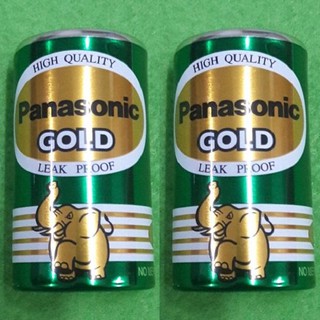 HIGH QUALITY
Panasonic
GOLD
LEAK PROOF
HIGH QUALITY
Panasonic
GOLD
LEAK PROOF